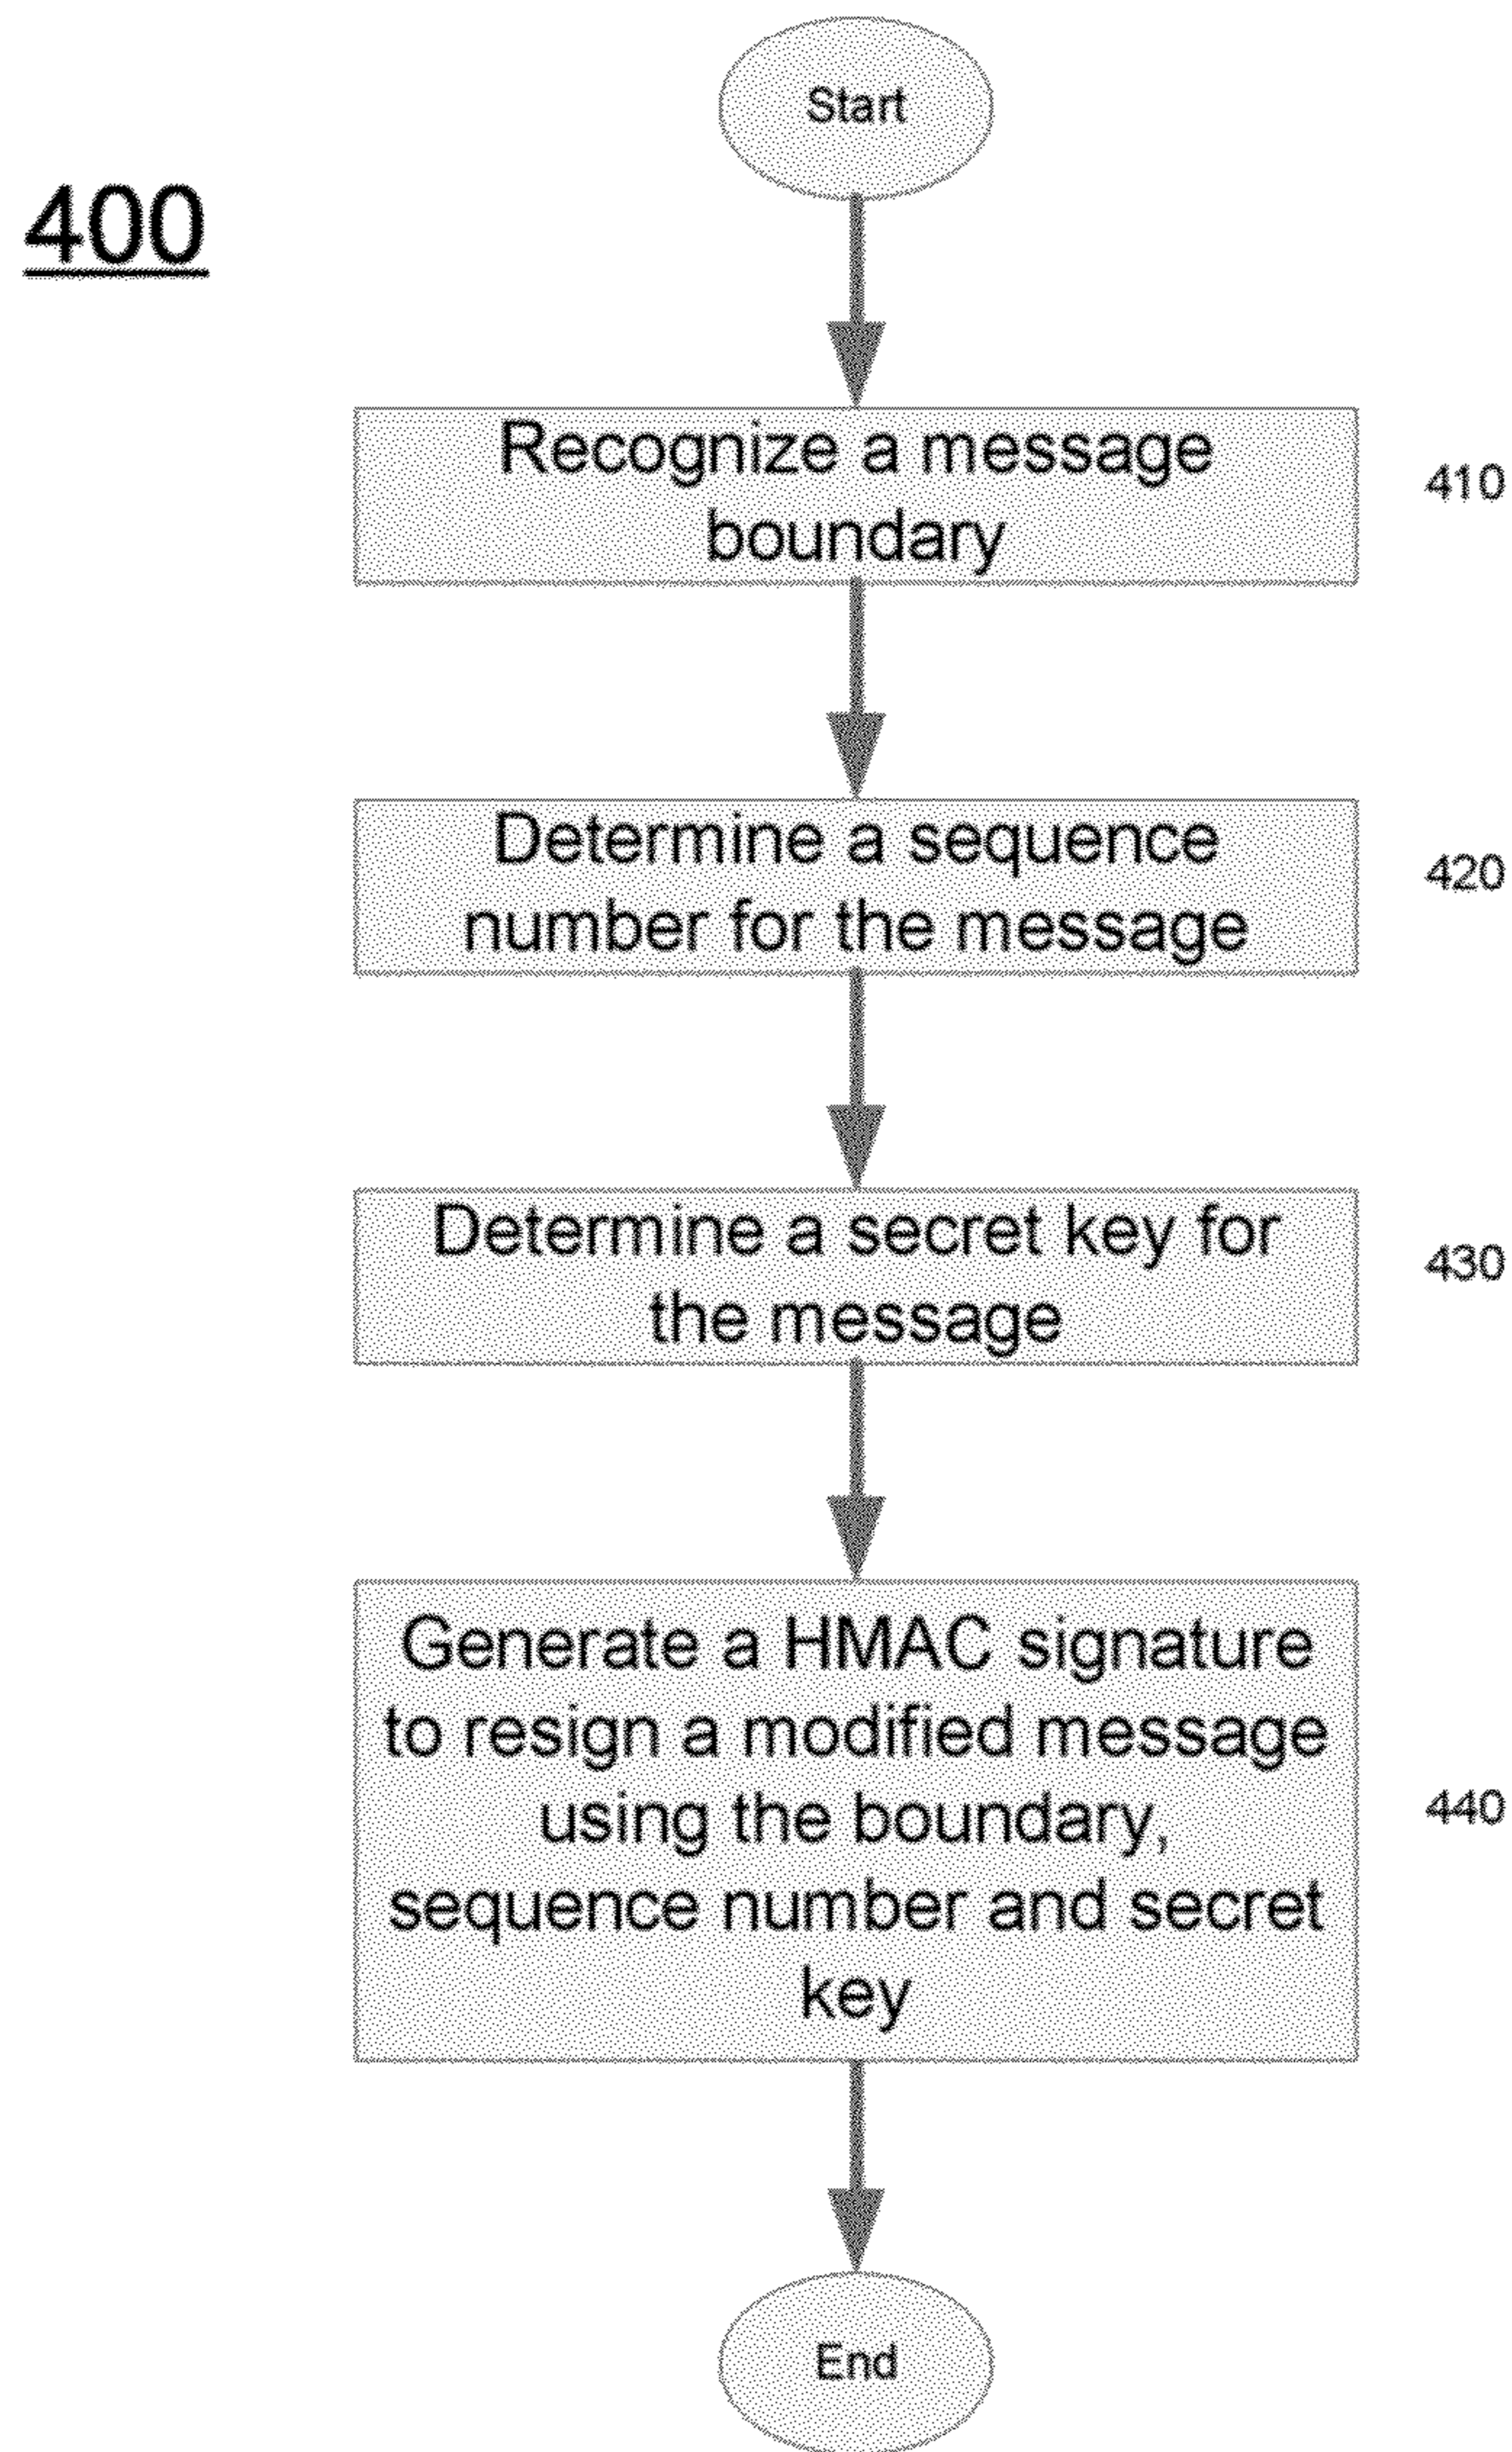 Start
400
Recognize a message
boundary
410
Determine a sequence
number for the message
420
Determine a secret key for
the message
430
Generate a HMAC signature
to resign a modified message
using the boundary,
sequence number and secret
key
440
End